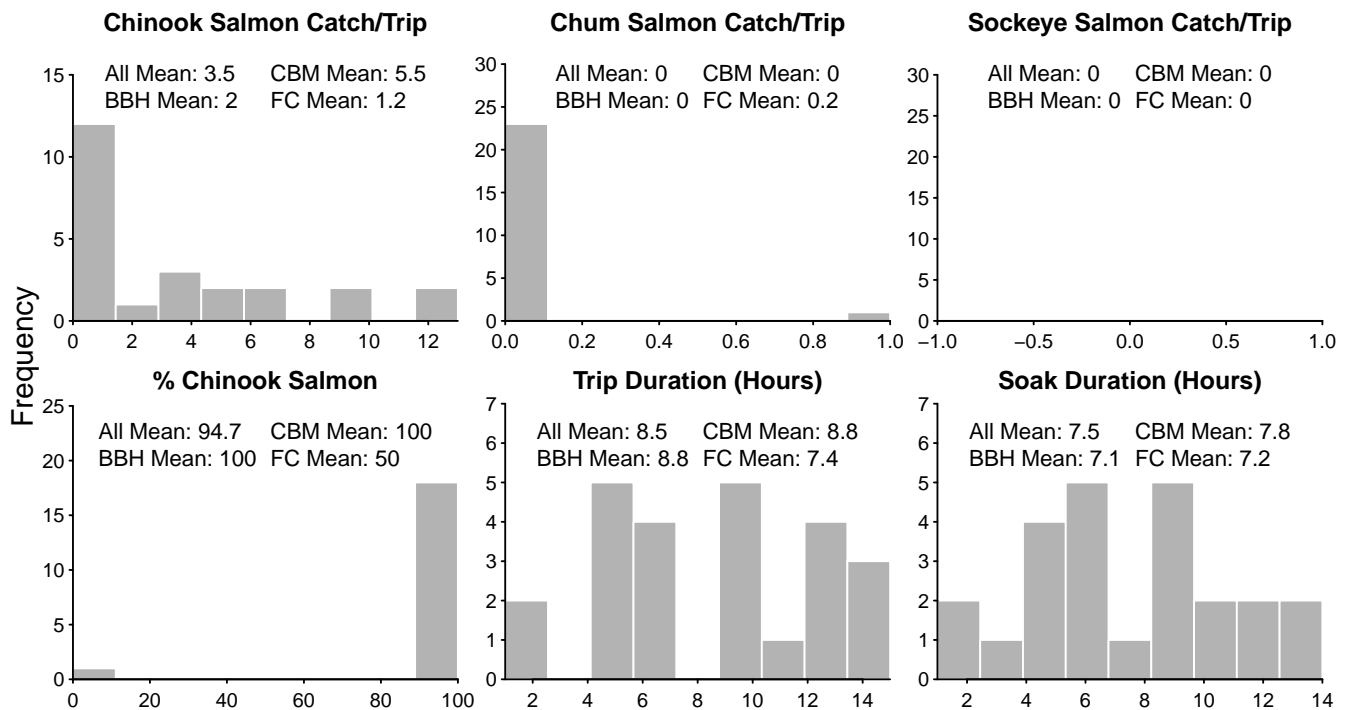 Chinook Salmon Catch/Trip
All Mean: 3.5 CBM Mean: 5.5
BBH Mean: 2 FC Mean: 1.2
15
10
5
0
0 2 4 6 8 10 12
Chum Salmon Catch/Trip
All Mean: 0 CBM Mean: 0
BBH Mean: 0 FC Mean: 0.2
30
25
20
15
10
5
0
0.0 0.2 0.4 0.6 0.8 1.0
Sockeye Salmon Catch/Trip
All Mean: 0 CBM Mean: 0
BBH Mean: 0 FC Mean: 0
30
25
20
15
10
5
0
−1.0 −0.5 0.0 0.5 1.0
Frequency
% Chinook Salmon
All Mean: 94.7 CBM Mean: 100
BBH Mean: 100 FC Mean: 50
25
20
15
10
5
0
0 20 40 60 80 100
Trip Duration (Hours)
All Mean: 8.5 CBM Mean: 8.8
BBH Mean: 8.8 FC Mean: 7.4
7
6
5
4
3
2
1
0
2 4 6 8 10 12 14
Soak Duration (Hours)
All Mean: 7.5 CBM Mean: 7.8
BBH Mean: 7.1 FC Mean: 7.2
7
6
5
4
3
2
1
0
2 4 6 8 10 12 14